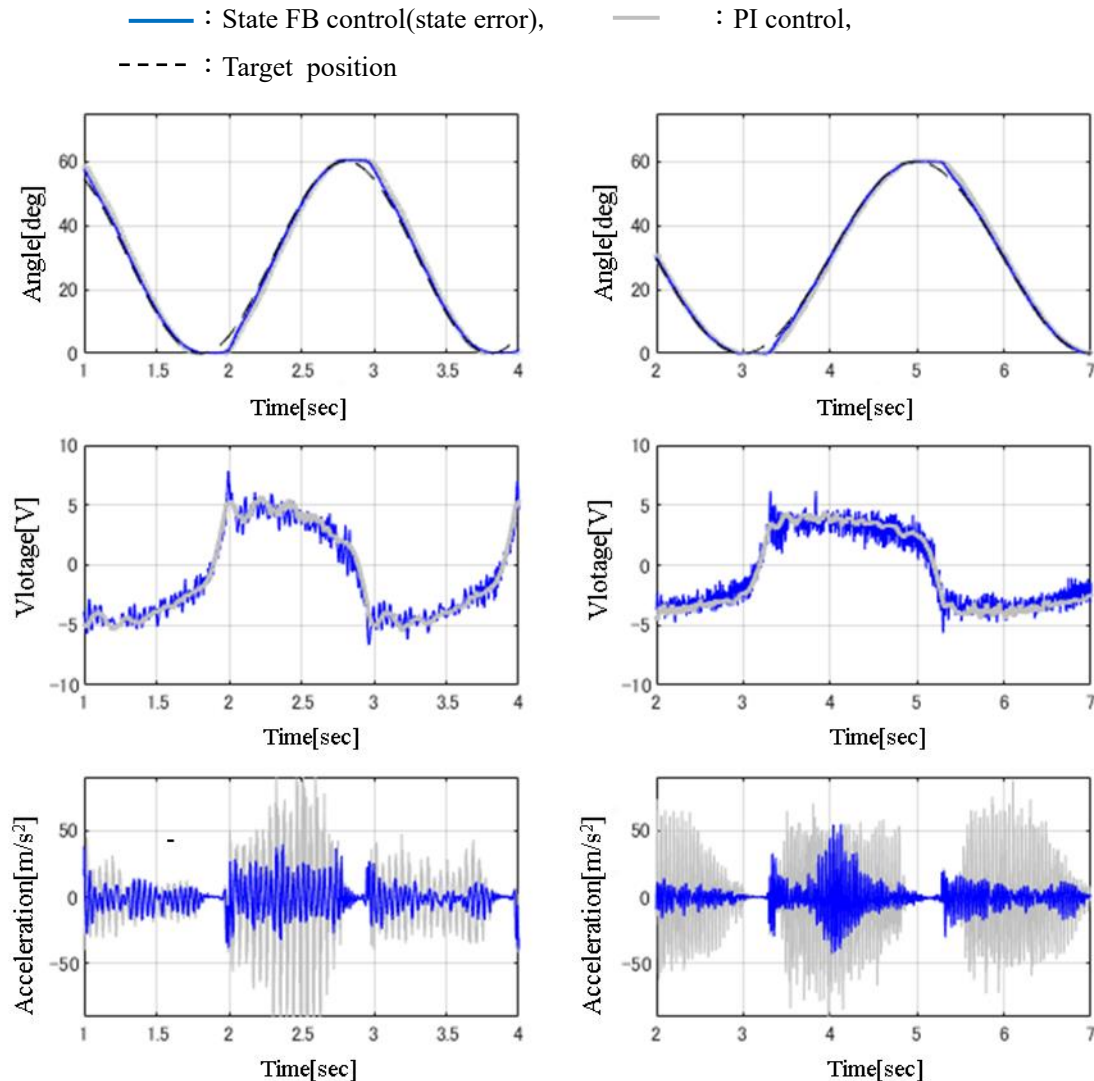 : State FB control(state error), : PI control,
: Target position
60
40
20
0
Angle[deg]
1 1.5 2 2.5 3 3.5 4
Time[sec]
60
40
20
0
Angle[deg]
2 3 4 5 6 7
Time[sec]
10
5
0
−5
−10
Vlotage[V]
1 1.5 2 2.5 3 3.5 4
Time[sec]
10
5
0
−5
−10
Vlotage[V]
2 3 4 5 6 7
Time[sec]
50
0
−50
Acceleration[m/s²]
1 1.5 2 2.5 3 3.5 4
Time[sec]
50
0
−50
Acceleration[m/s²]
2 3 4 5 6 7
Time[sec]